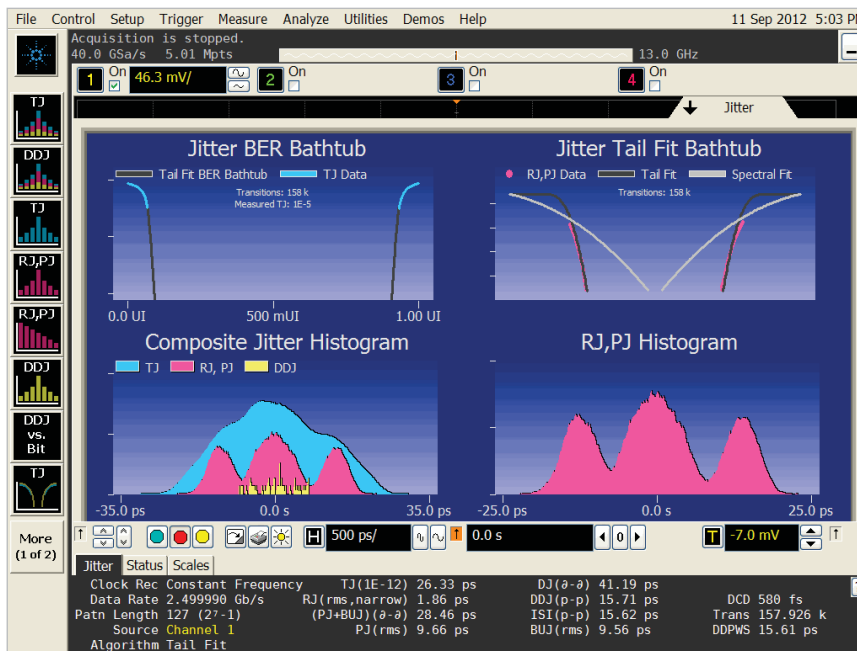 File Control Setup Trigger Measure Analyze Utilities Demos Help 11 Sep 2012 5:03 PM
Acquisition is stopped.
40.0 GSa/s 5.01 Mpts 13.0 GHz
1 On 46.3 mV/ 2 On 3 On 4 On
Jitter
TJ
DDJ
TJ
RJ,PJ
RJ,PJ
DDJ
DDJ
vs.
Bit
TJ
More
(1 of 2)
Jitter BER Bathtub
Tail Fit BER Bathtub TJ Data
Transitions: 158 k
Measured TJ: 1E-5
0.0 UI 500 mUI 1.00 UI
Jitter Tail Fit Bathtub
RJ,PJ Data Tail Fit Spectral Fit
Transitions: 158 k
Composite Jitter Histogram
TJ RJ, PJ DDJ
-35.0 ps 0.0 s 35.0 ps
RJ,PJ Histogram
-25.0 ps 0.0 s 25.0 ps
H 500 ps/ 0.0 s 0 T -7.0 mV
Jitter Status Scales
Clock Rec Constant Frequency TJ(1E-12) 26.33 ps DJ(∂-∂) 41.19 ps
Data Rate 2.499990 Gb/s RJ(rms,narrow) 1.86 ps DDJ(p-p) 15.71 ps DCD 580 fs
Patn Length 127 (2?-1) (PJ+BUJ)(∂-∂) 28.46 ps ISI(p-p) 15.62 ps Trans 157.926 k
Source Channel 1 PJ(rms) 9.66 ps BUJ(rms) 9.56 ps DDPWS 15.61 ps
Algorithm Tail Fit